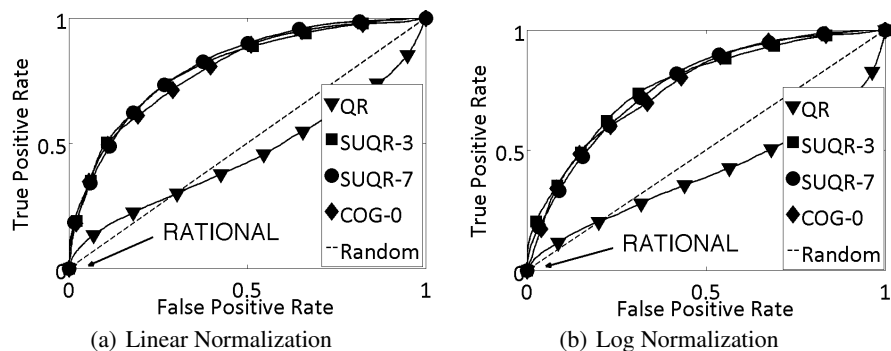 1
True Positive Rate
0.5
0
QR
SUQR-3
SUQR-7
COG-0
Random
RATIONAL
0
0.5
1
False Positive Rate
(a) Linear Normalization
1
True Positive Rate
0.5
0
QR
SUQR-3
SUQR-7
COG-0
Random
RATIONAL
0
0.5
1
False Positive Rate
(b) Log Normalization